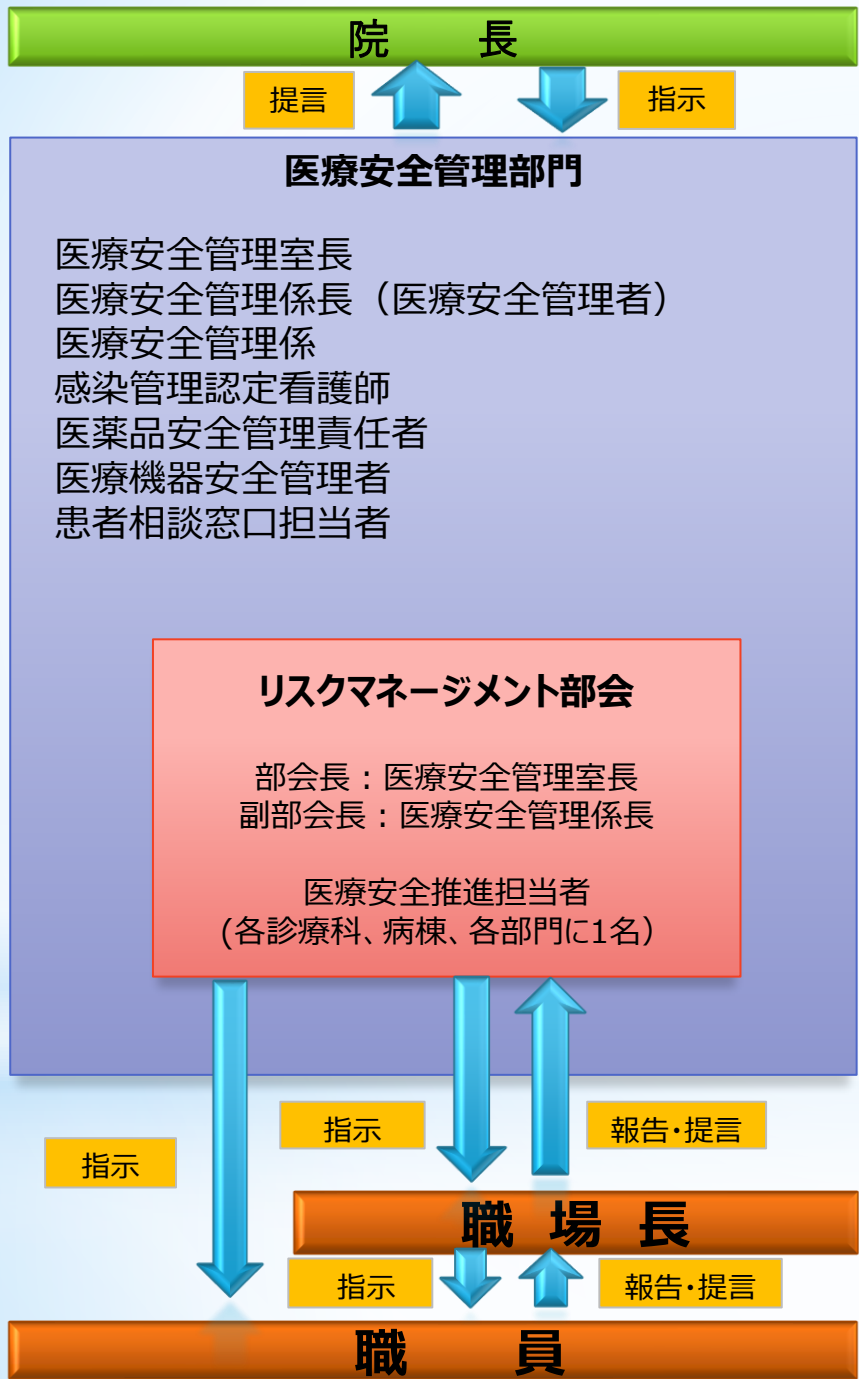 院　長
提言
指示
医療安全管理部門
医療安全管理室長
医療安全管理係長（医療安全管理者）
医療安全管理係
感染管理認定看護師
医薬品安全管理責任者
医療機器安全管理者
患者相談窓口担当者
リスクマネージメント部会
部会長：医療安全管理室長
副部会長：医療安全管理係長
医療安全推進担当者
(各診療科、病棟、各部門に1名）
指示
指示
報告・提言
職場長
指示
報告・提言
職　員